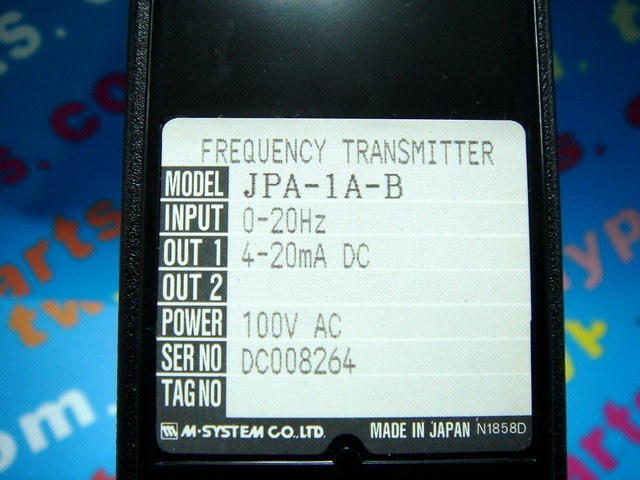 FREQUENCY TRANSMITTER
MODEL JPA-1A-B
INPUT 0-20Hz
OUT 1 4-20mA DC
OUT 2
POWER 100V AC
SER NO DC008264
TAG NO
M-SYSTEM CO.,LTD. MADE IN JAPAN N1858D